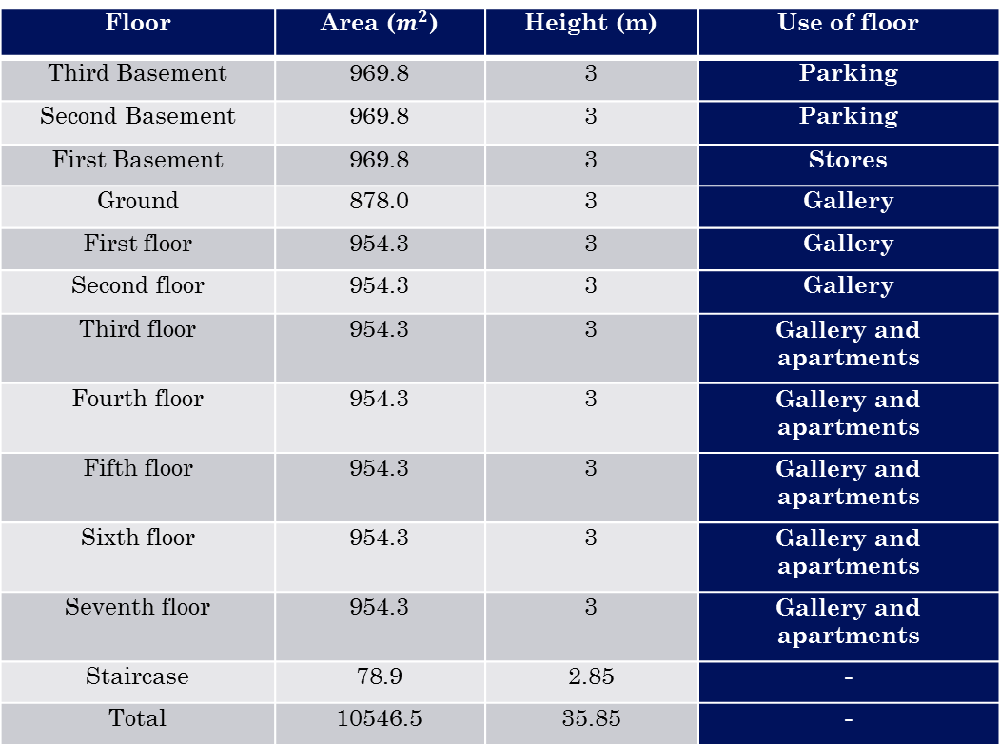 Floor Area (m²) Height (m) Use of floor
Third Basement 969.8 3 Parking
Second Basement 969.8 3 Parking
First Basement 969.8 3 Stores
Ground 878.0 3 Gallery
First floor 954.3 3 Gallery
Second floor 954.3 3 Gallery
Third floor 954.3 3 Gallery and
apartments
Fourth floor 954.3 3 Gallery and
apartments
Fifth floor 954.3 3 Gallery and
apartments
Sixth floor 954.3 3 Gallery and
apartments
Seventh floor 954.3 3 Gallery and
apartments
Staircase 78.9 2.85 -
Total 10546.5 35.85 -